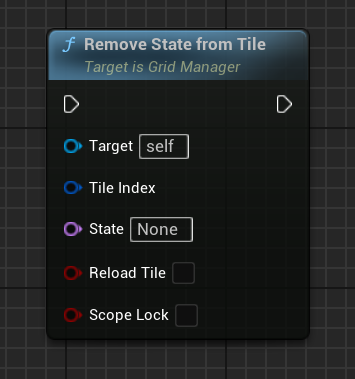 Remove State from Tile
Target is Grid Manager
Target self
Tile Index
State None
Reload Tile
Scope Lock